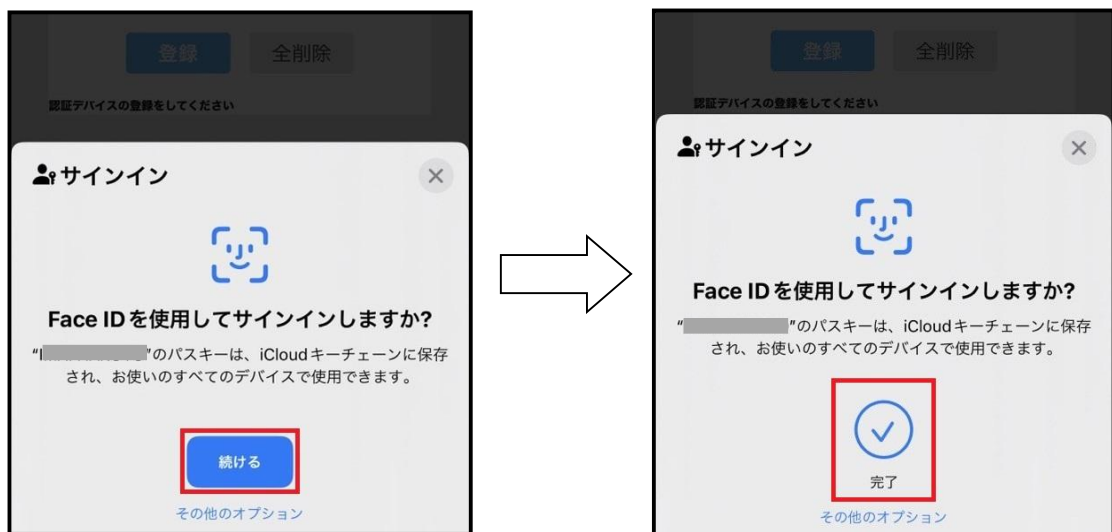 登録 全削除
認証デバイスの登録をしてください
サインイン
Face IDを使用してサインインしますか?
“のパスキーは、iCloudキーチェーンに保存
され、お使いのすべてのデバイスで使用できます。
続ける
その他のオプション
登録 全削除
認証デバイスの登録をしてください
サインイン
Face IDを使用してサインインしますか?
“ ”のパスキーは、iCloudキーチェーンに保存
され、お使いのすべてのデバイスで使用できます。
完了
その他のオプション